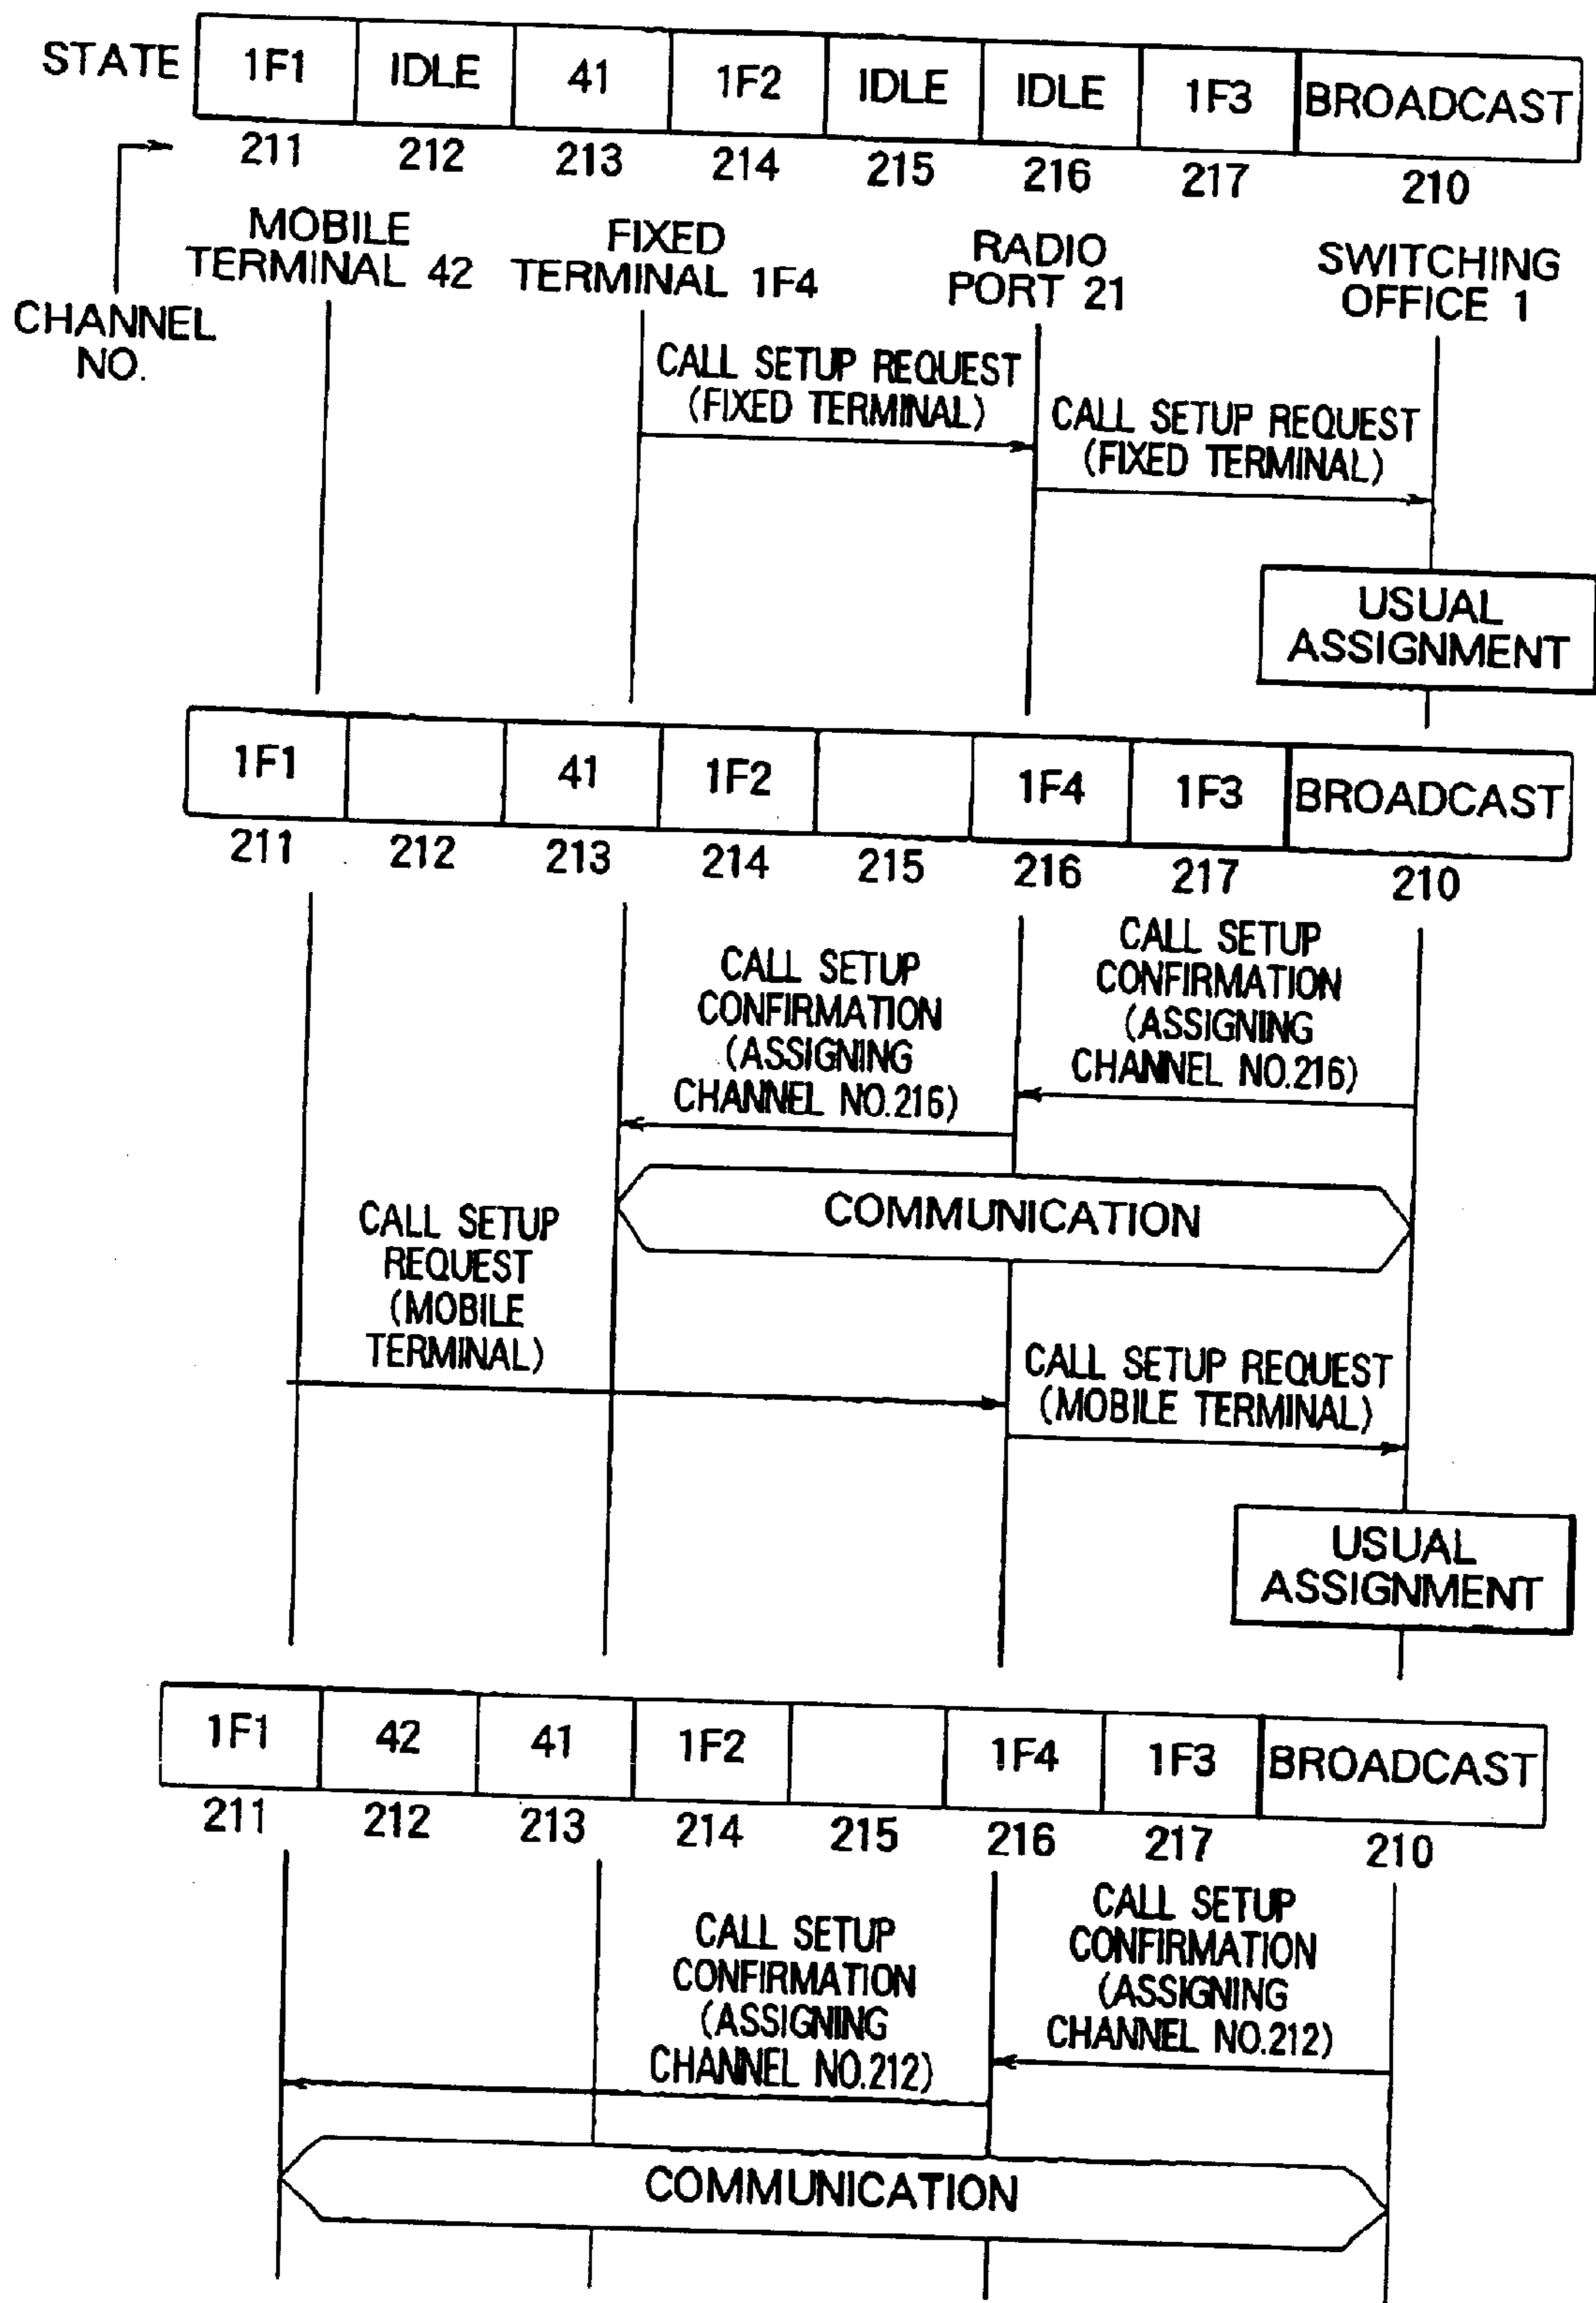 STATE 1F1 IDLE 41 1F2 IDLE IDLE 1F3 BROADCAST
211 212 213 214 215 216 217 210
CHANNEL
NO.
MOBILE
TERMINAL 42
FIXED
TERMINAL 1F4
RADIO
PORT 21
SWITCHING
OFFICE 1
CALL SETUP REQUEST
(FIXED TERMINAL)
CALL SETUP REQUEST
(FIXED TERMINAL)
USUAL
ASSIGNMENT
1F1 41 1F2 1F4 1F3 BROADCAST
211 212 213 214 215 216 217 210
CALL SETUP
CONFIRMATION
(ASSIGNING
CHANNEL NO.216)
CALL SETUP
CONFIRMATION
(ASSIGNING
CHANNEL NO.216)
COMMUNICATION
CALL SETUP
REQUEST
(MOBILE
TERMINAL)
CALL SETUP REQUEST
(MOBILE TERMINAL)
USUAL
ASSIGNMENT
1F1 42 41 1F2 1F4 1F3 BROADCAST
211 212 213 214 215 216 217 210
CALL SETUP
CONFIRMATION
(ASSIGNING
CHANNEL NO.212)
CALL SETUP
CONFIRMATION
(ASSIGNING
CHANNEL NO.212)
COMMUNICATION